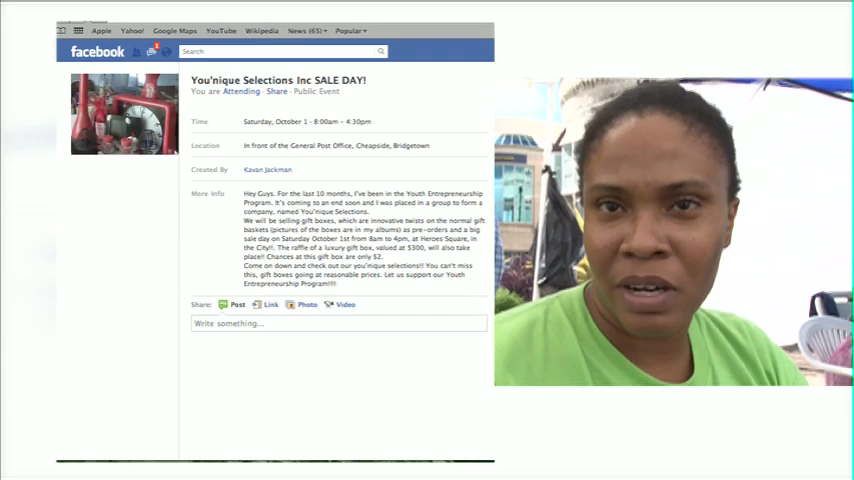 Apple Yahoo! Google Maps YouTube Wikipedia News (65) Popular
facebook 1 Search
You'nique Selections Inc SALE DAY!
You are Attending · Share · Public Event
Time Saturday, October 1 · 8:00am - 4:30pm
Location In front of the General Post Office, Cheapside, Bridgetown
Created By Kavan Jackman
More Info Hey Guys. For the last 10 months, I've been in the Youth Entrepreneurship
Program. It's coming to an end soon and I was placed in a group to form a
company, named You'nique Selections.
We will be selling gift boxes, which are innovative twists on the normal gift
baskets (pictures of the boxes are in my albums) as pre-orders and a big
sale day on Saturday October 1st from 8am to 4pm, at Heroes Square, in
the City!!. The raffle of a luxury gift box, valued at $300, will also take
place!! Chances at this gift box are only $2.
Come on down and check out our you'nique selections!! You can't miss
this, gift boxes going at reasonable prices. Let us support our Youth
Entrepreneurship Program!!!!
Share: Post Link Photo Video
Write something...